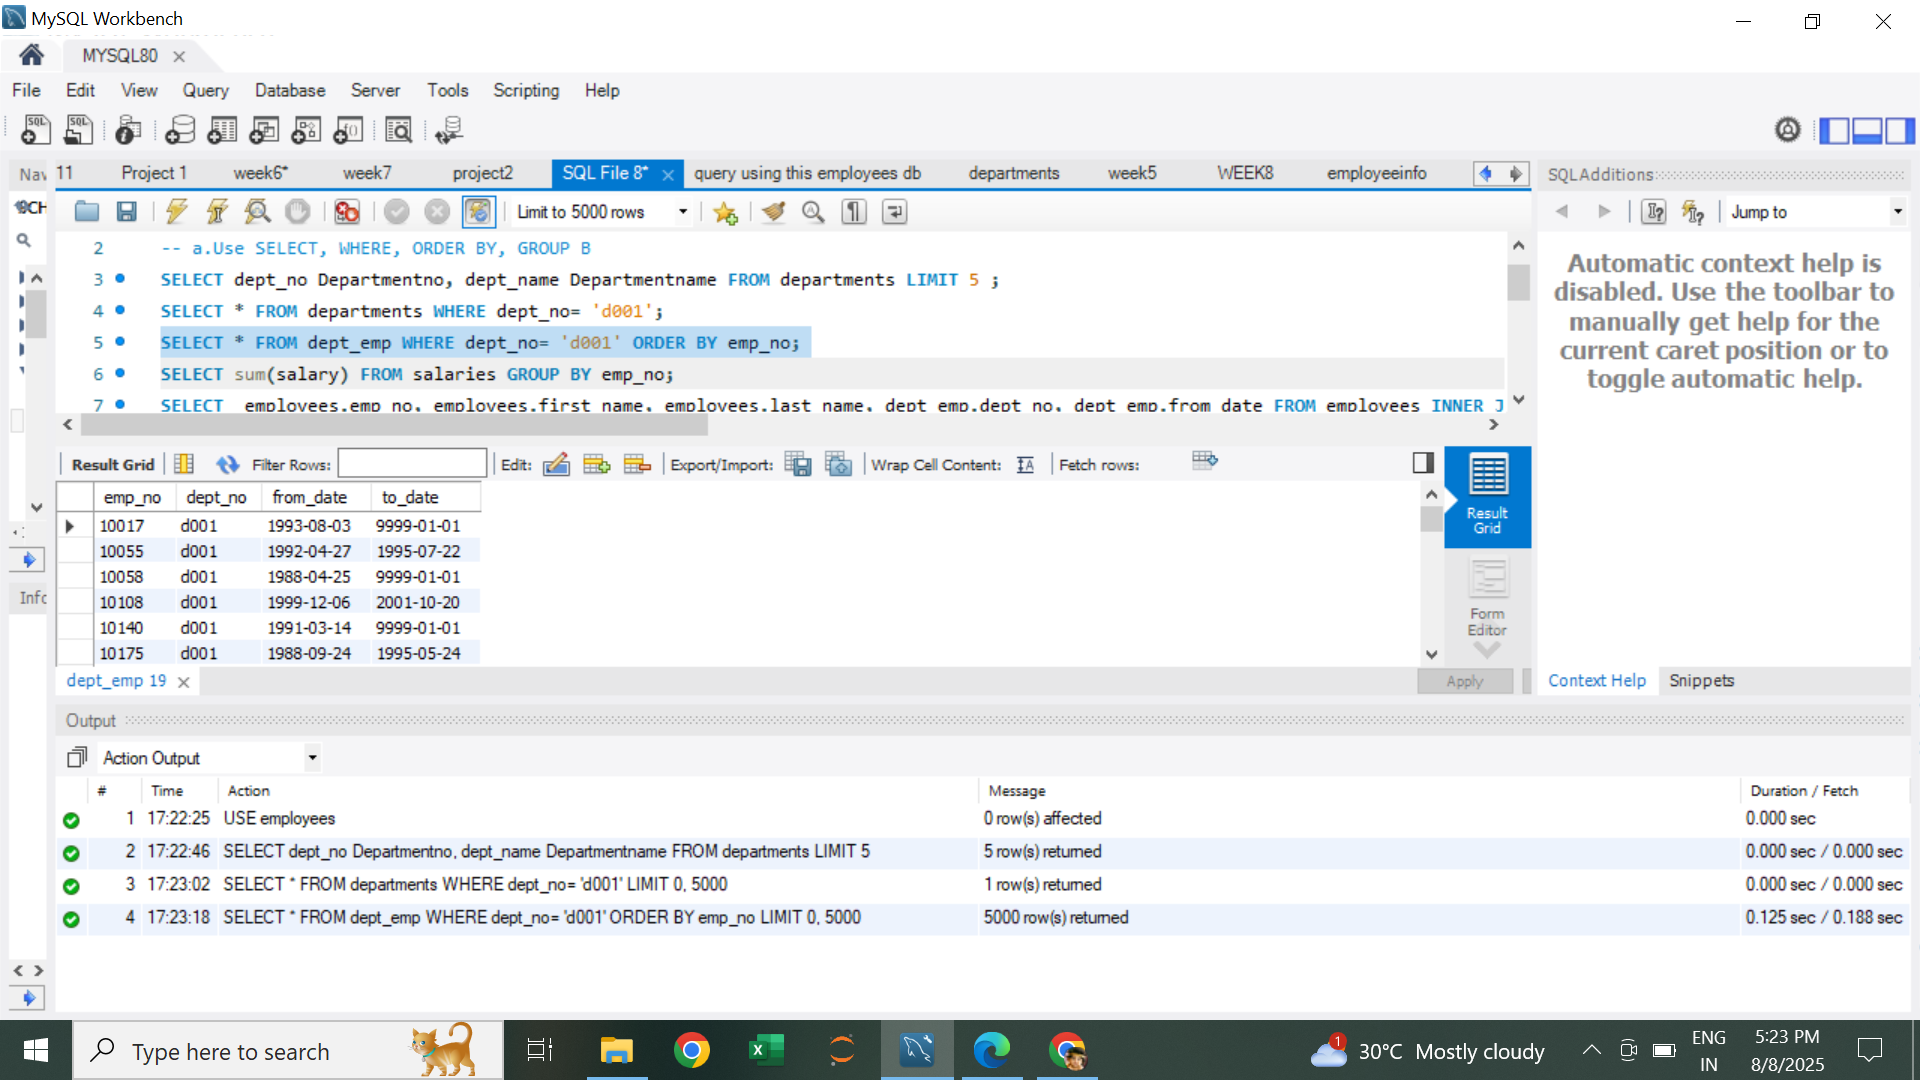 MySQL Workbench
MYSQL80
File Edit View Query Database Server Tools Scripting Help
Nav 11 Project 1 week6* week7 project2 SQL File 8* query using this employees db departments week5 WEEK8 employeeinfo
SQLAdditions
Limit to 5000 rows
Jump to
2 -- a.Use SELECT, WHERE, ORDER BY, GROUP B
3 SELECT dept_no Departmentno, dept_name Departmentname FROM departments LIMIT 5 ;
4 SELECT * FROM departments WHERE dept_no= 'd001';
5 SELECT * FROM dept_emp WHERE dept_no= 'd001' ORDER BY emp_no;
6 SELECT sum(salary) FROM salaries GROUP BY emp_no;
7 SELECT employees.emp_no, employees.first_name, employees.last_name, dept_emp.dept_no, dept_emp.from_date FROM employees INNER J
Automatic context help is
disabled. Use the toolbar to
manually get help for the
current caret position or to
toggle automatic help.
Result Grid Filter Rows: Edit: Export/Import: Wrap Cell Content: Fetch rows:
emp_no dept_no from_date to_date
10017 d001 1993-08-03 9999-01-01
10055 d001 1992-04-27 1995-07-22
10058 d001 1988-04-25 9999-01-01
10108 d001 1999-12-06 2001-10-20
10140 d001 1991-03-14 9999-01-01
10175 d001 1988-09-24 1995-05-24
Result
Grid
Form
Editor
dept_emp 19
Apply
Context Help Snippets
Output
Action Output
# Time Action Message Duration / Fetch
1 17:22:25 USE employees 0 row(s) affected 0.000 sec
2 17:22:46 SELECT dept_no Departmentno, dept_name Departmentname FROM departments LIMIT 5 5 row(s) returned 0.000 sec / 0.000 sec
3 17:23:02 SELECT * FROM departments WHERE dept_no= 'd001' LIMIT 0, 5000 1 row(s) returned 0.000 sec / 0.000 sec
4 17:23:18 SELECT * FROM dept_emp WHERE dept_no= 'd001' ORDER BY emp_no LIMIT 0, 5000 5000 row(s) returned 0.125 sec / 0.188 sec
Type here to search
1
30°C Mostly cloudy
ENG
IN
5:23 PM
8/8/2025